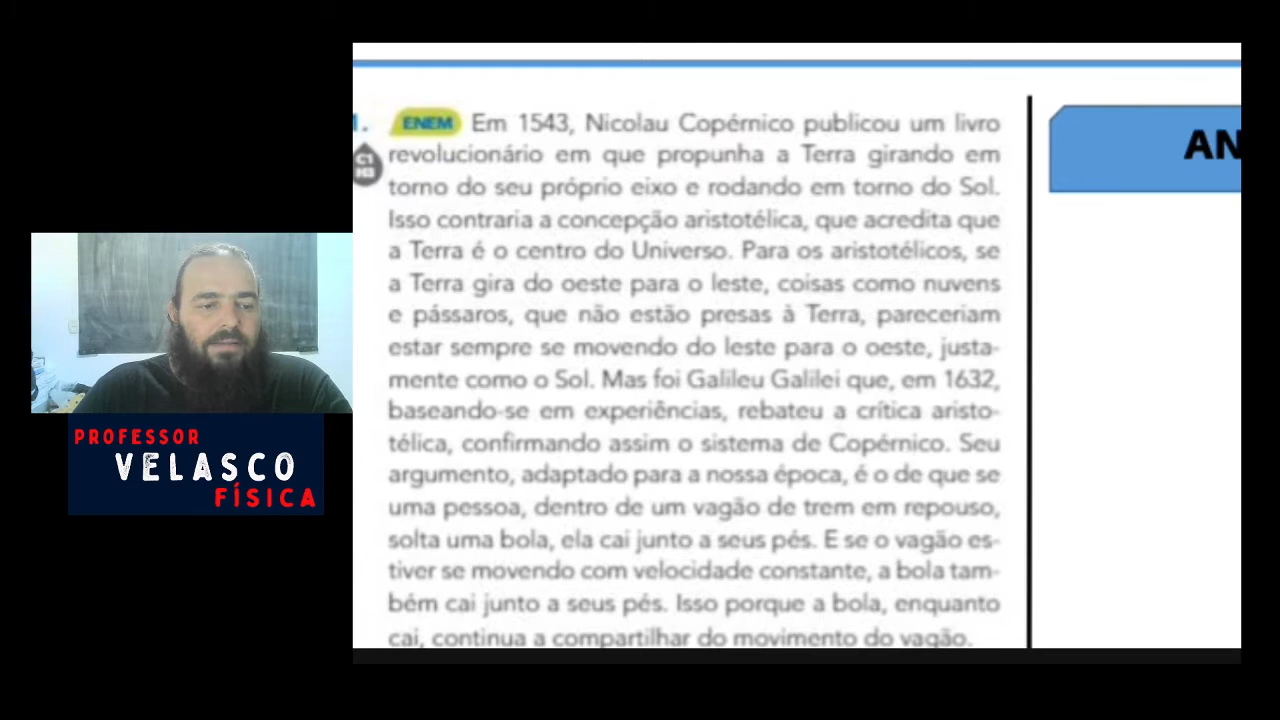 1. ENEM Em 1543, Nicolau Copérnico publicou um livro
C1
H3
revolucionário em que propunha a Terra girando em
torno do seu próprio eixo e rodando em torno do Sol.
Isso contraria a concepção aristotélica, que acredita que
a Terra é o centro do Universo. Para os aristotélicos, se
a Terra gira do oeste para o leste, coisas como nuvens
e pássaros, que não estão presas à Terra, pareceriam
estar sempre se movendo do leste para o oeste, justa-
mente como o Sol. Mas foi Galileu Galilei que, em 1632,
baseando-se em experiências, rebateu a crítica aristo-
télica, confirmando assim o sistema de Copérnico. Seu
argumento, adaptado para a nossa época, é o de que se
uma pessoa, dentro de um vagão de trem em repouso,
solta uma bola, ela cai junto a seus pés. E se o vagão es-
tiver se movendo com velocidade constante, a bola tam-
bém cai junto a seus pés. Isso porque a bola, enquanto
cai, continua a compartilhar do movimento do vagão.
AN
PROFESSOR
VELASCO
FÍSICA